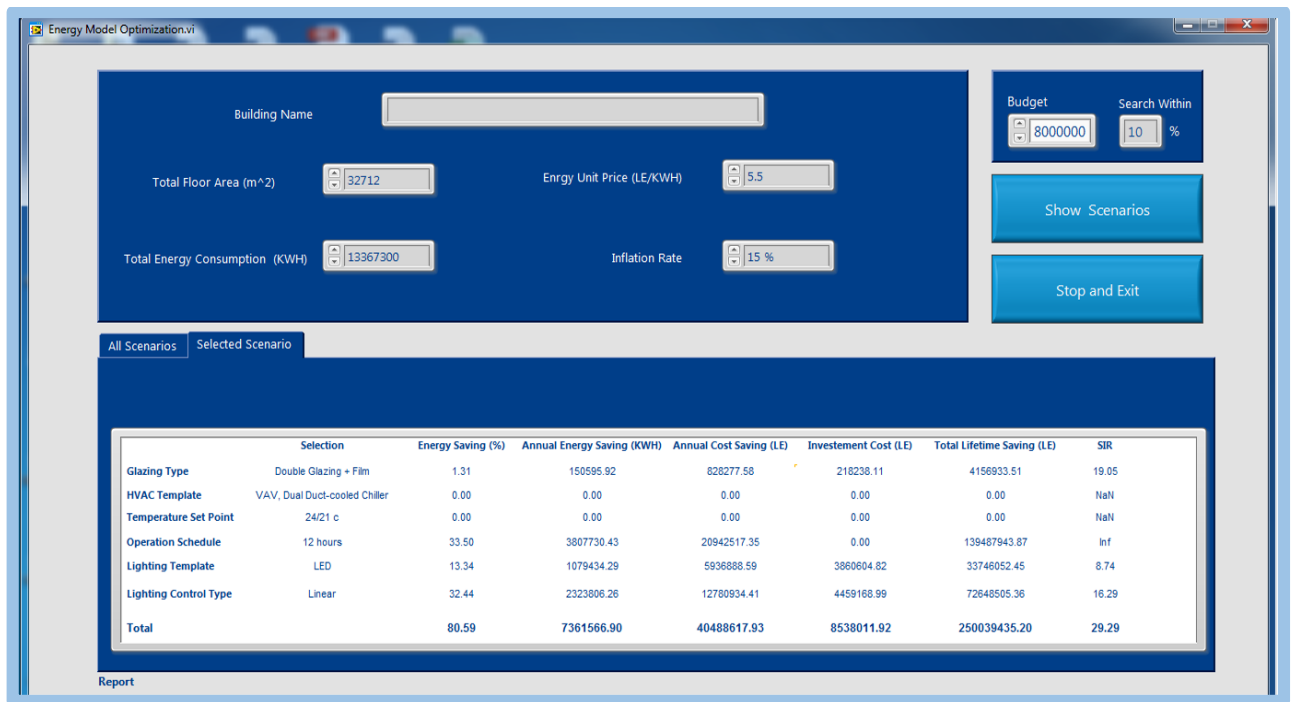 Energy Model Optimization.vi
Building Name
Budget Search Within
8000000 10 %
Total Floor Area (m^2) 32712 Enrgy Unit Price (LE/KWH) 5.5
Show Scenarios
Total Energy Consumption (KWH) 13367300 Inflation Rate 15 %
Stop and Exit
All Scenarios Selected Scenario
Selection Energy Saving (%) Annual Energy Saving (KWH) Annual Cost Saving (LE) Investement Cost (LE) Total Lifetime Saving (LE) SIR
Glazing Type Double Glazing + Film 1.31 150595.92 828277.58 218238.11 4156933.51 19.05
HVAC Template VAV, Dual Duct-cooled Chiller 0.00 0.00 0.00 0.00 0.00 NaN
Temperature Set Point 24/21 c 0.00 0.00 0.00 0.00 0.00 NaN
Operation Schedule 12 hours 33.50 3807730.43 20942517.35 0.00 139487943.87 Inf
Lighting Template LED 13.34 1079434.29 5936888.59 3860604.82 33746052.45 8.74
Lighting Control Type Linear 32.44 2323806.26 12780934.41 4459168.99 72648505.36 16.29
Total 80.59 7361566.90 40488617.93 8538011.92 250039435.20 29.29
Report